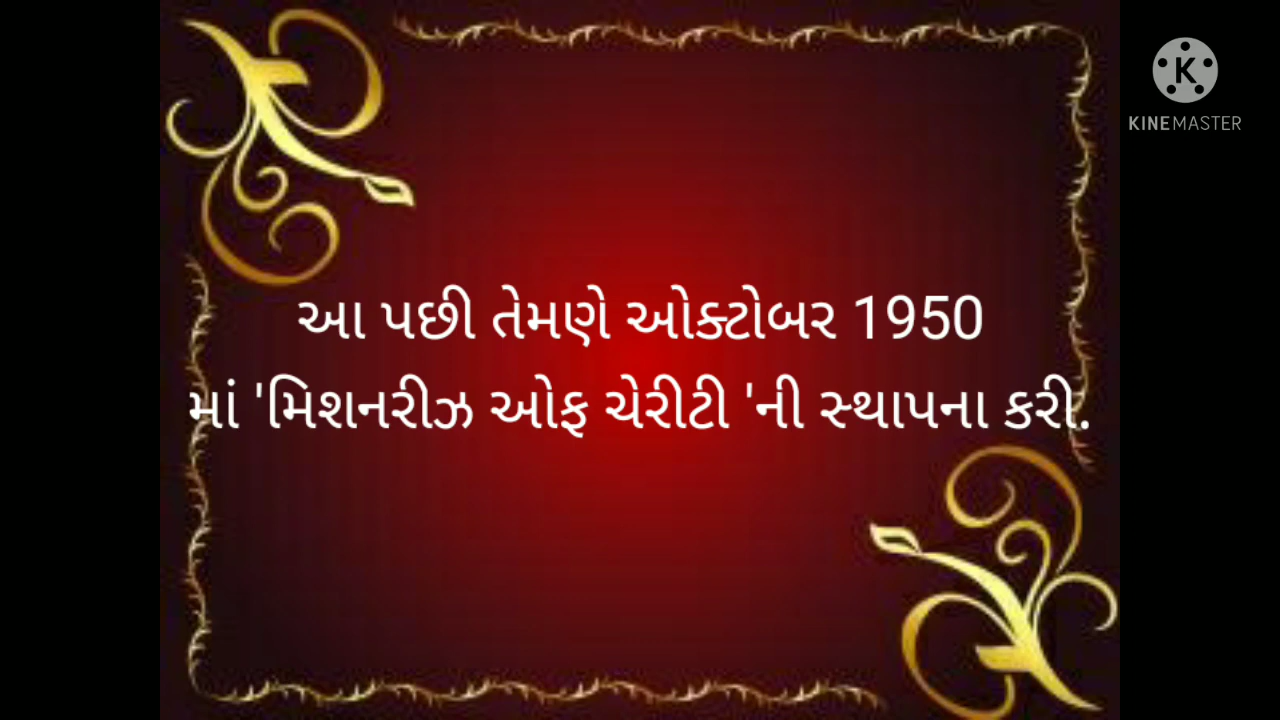 આ પછી તેમણે ઓક્ટોબર 1950
માં 'મિશનરીઝ ઓફ ચેરીટી 'ની સ્થાપના કરી.
K
KINEMASTER